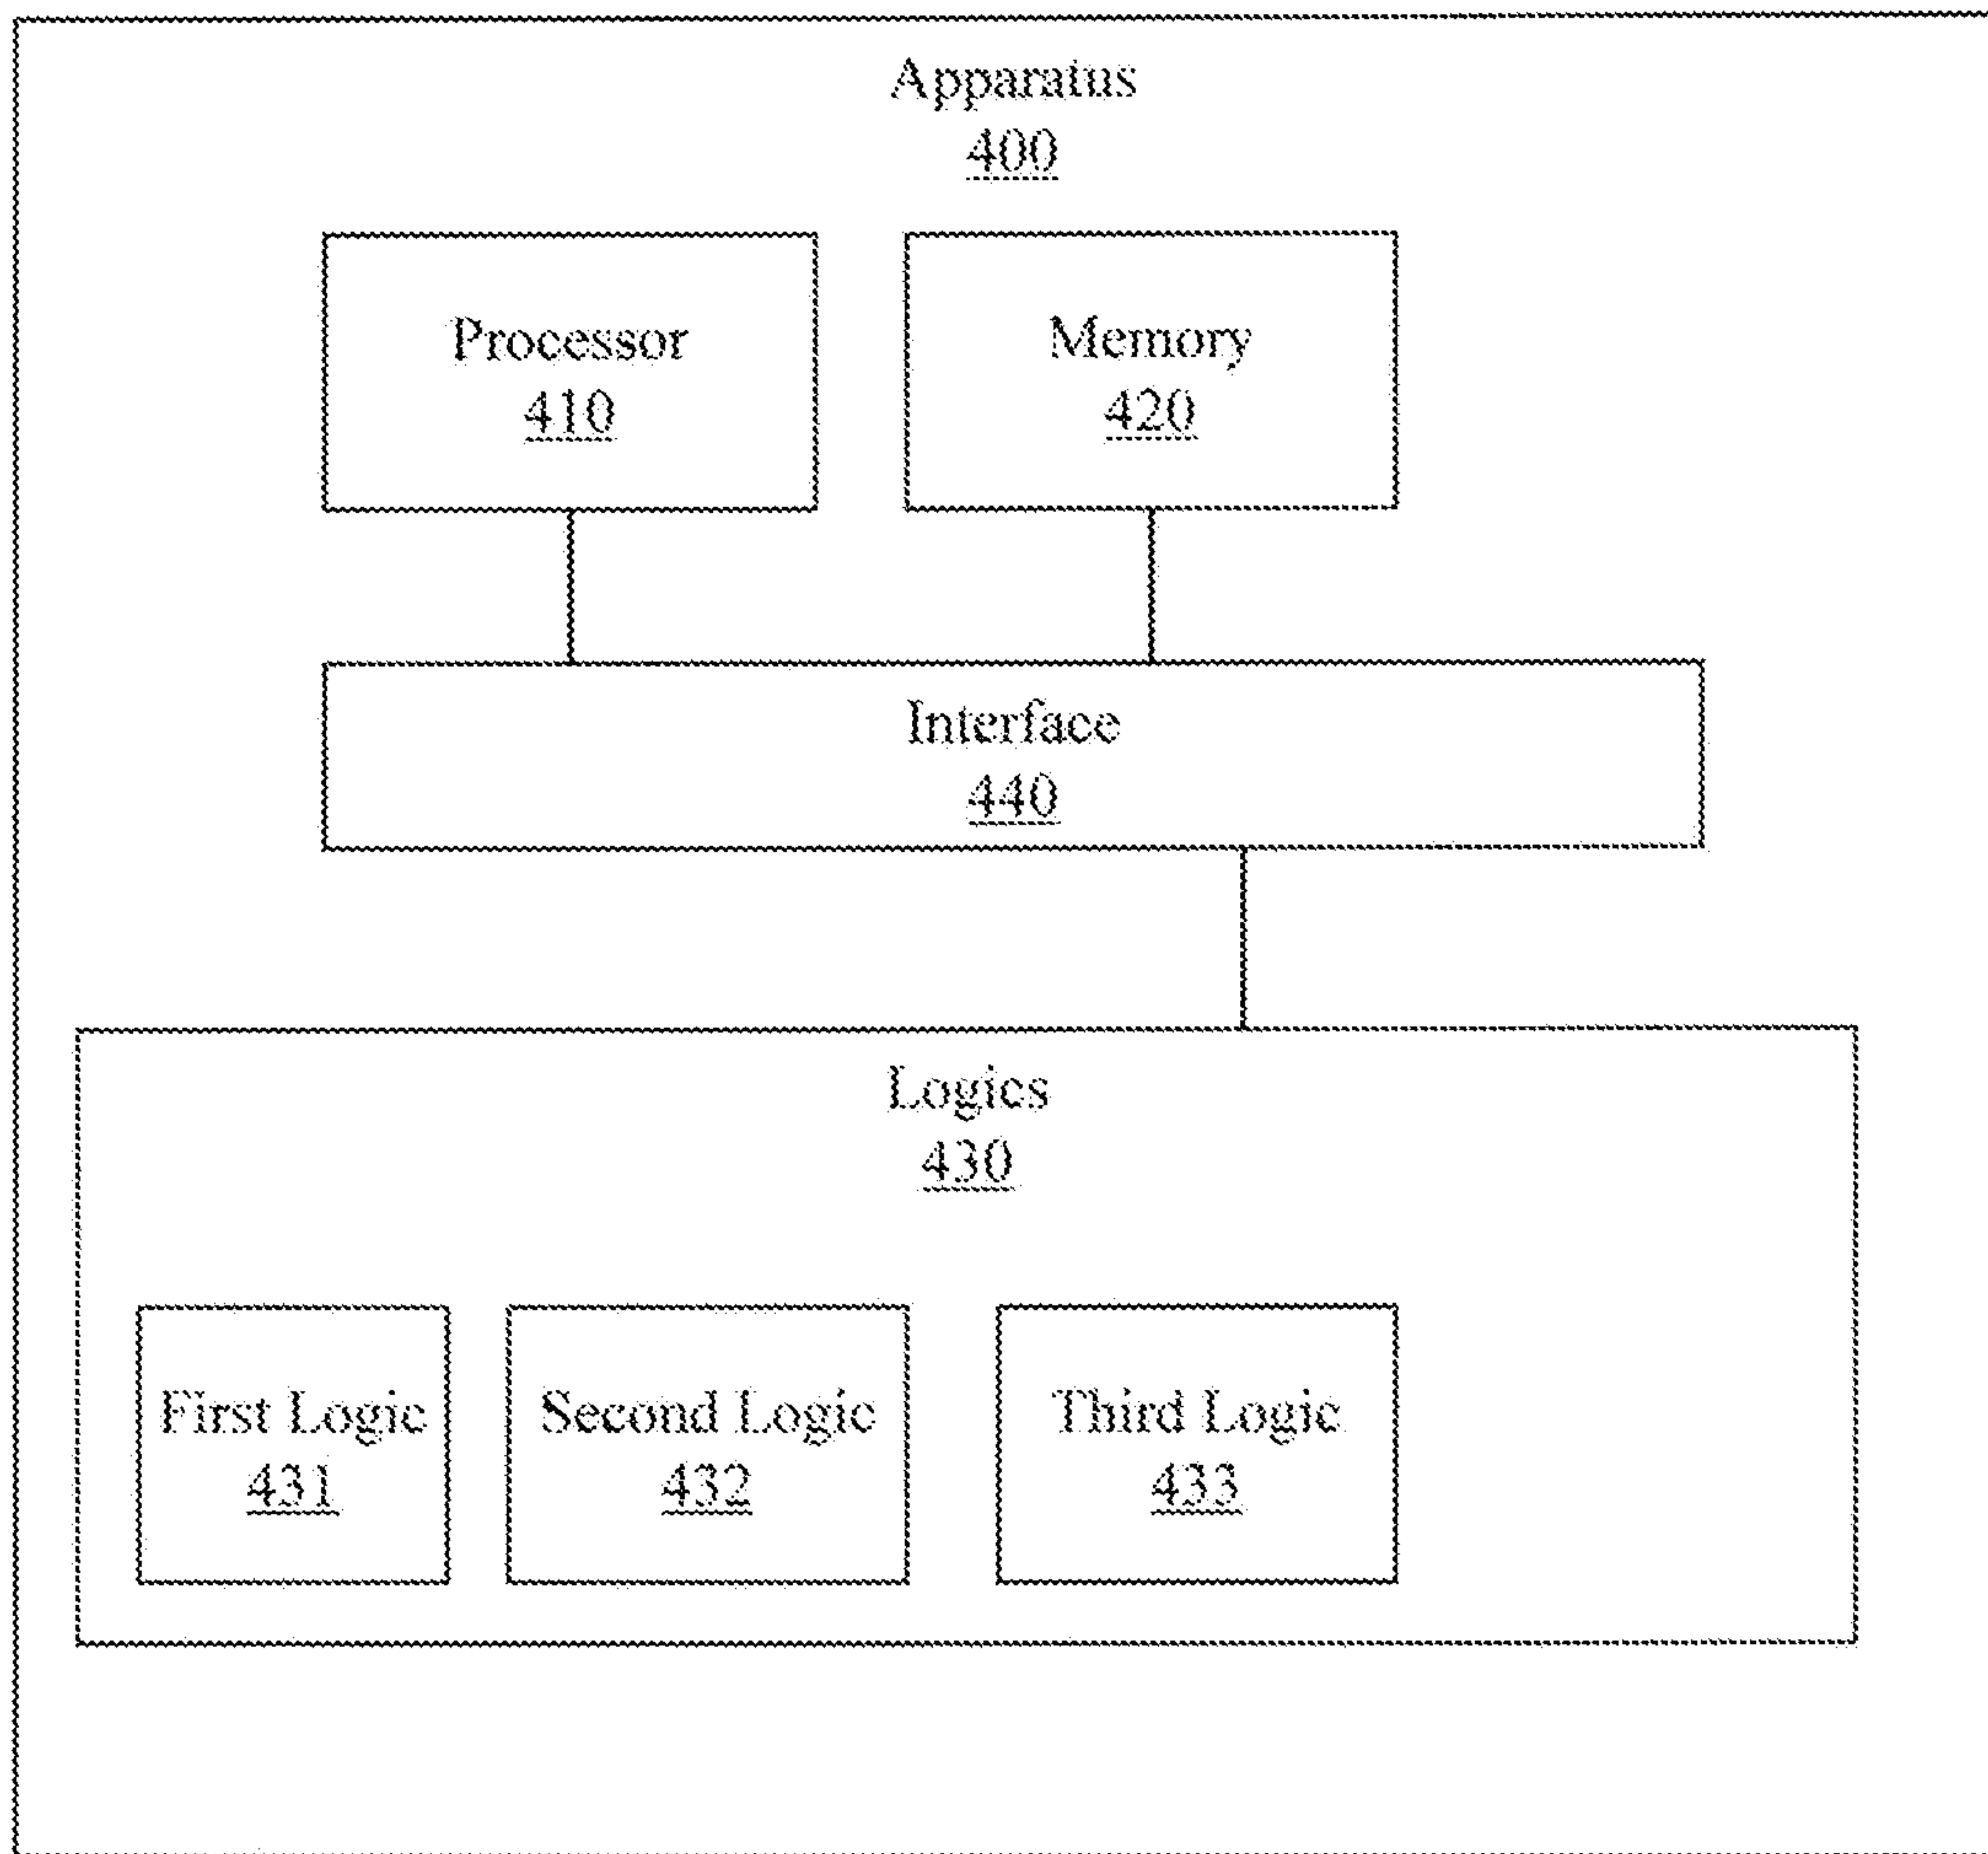 Apparatus
400
Processor
410
Memory
420
Interface
440
Logics
430
First Logic
431
Second Logic
432
Third Logic
433